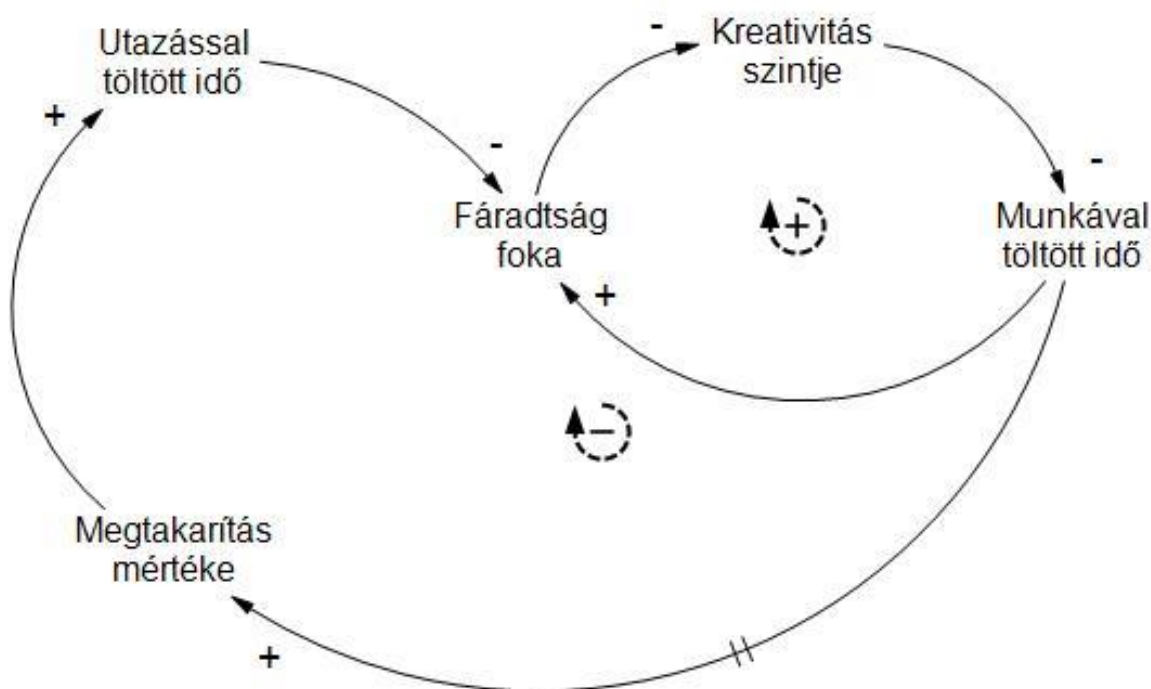 Utazással
töltött idő
-
Kreativitás
szintje
+
-
-
Fáradtság
foka
+
Munkával
töltött idő
+
−
Megtakarítás
mértéke
+